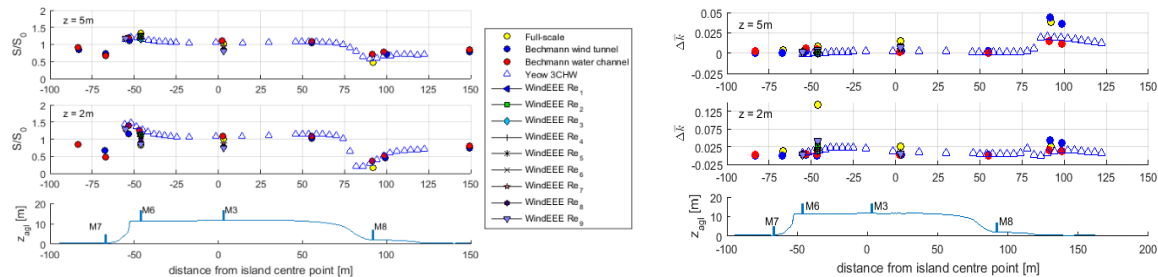 z = 5m
S/S0
2
1.5
1
0.5
0
-100 -75 -50 -25 0 25 50 75 100 125 150
z = 2m
S/S0
2
1.5
1
0.5
0
-100 -75 -50 -25 0 25 50 75 100 125 150
zagl [m]
20
10
0
M7
M6
M3
M8
-100 -50 0 50 100 150
distance from island centre point [m]
Full-scale
Bechmann wind tunnel
Bechmann water channel
Yeow 3CHW
WindEEE Re1
WindEEE Re2
WindEEE Re3
WindEEE Re4
WindEEE Re5
WindEEE Re6
WindEEE Re7
WindEEE Re8
WindEEE Re9
z = 5m
Δk̅
0.05
0.025
0
-0.025
-100 -75 -50 -25 0 25 50 75 100 125 150
z = 2m
Δk̅
0.125
0.075
0.025
0.025
-100 -75 -50 -25 0 25 50 75 100 125 150
zagl [m]
20
10
0
M7
M6
M3
M8
-100 -50 0 50 100 150 200
distance from island centre point [m]